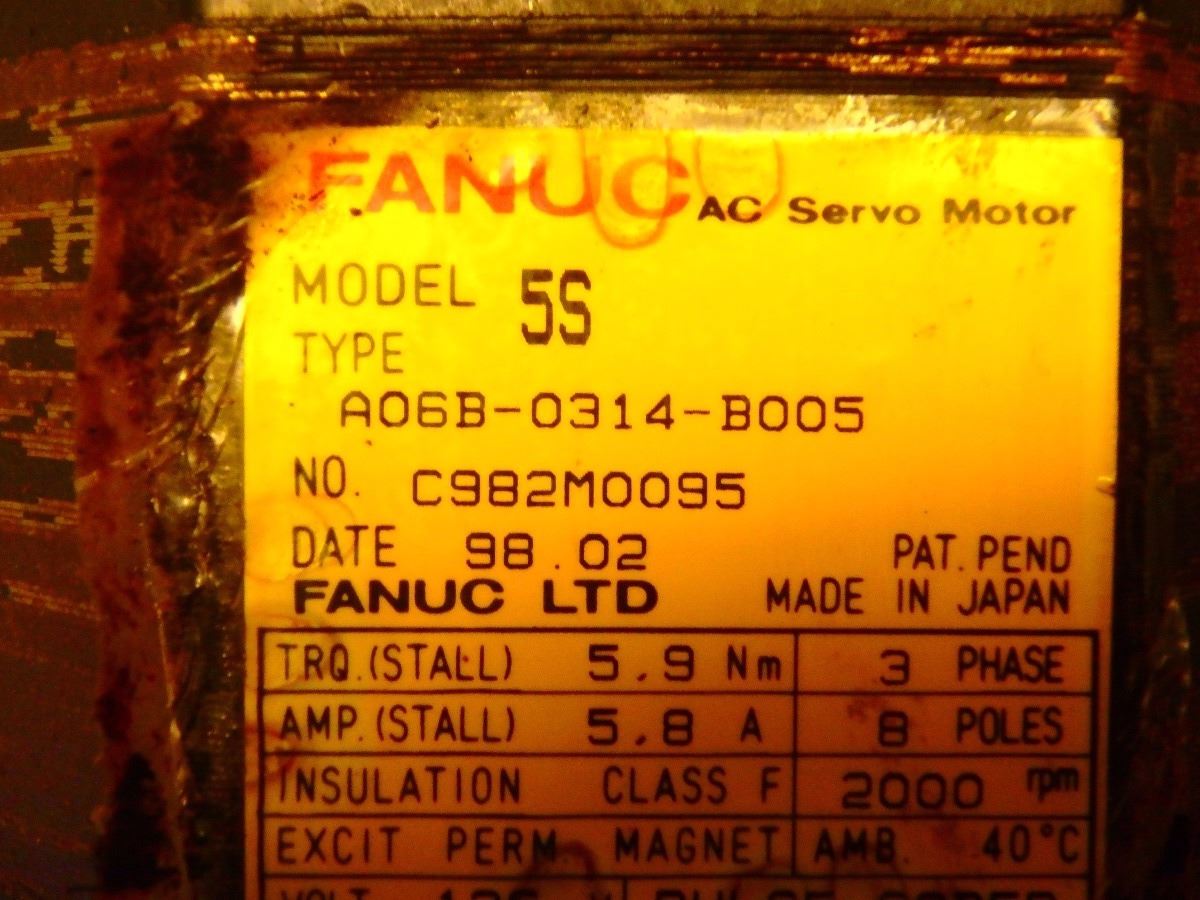 FANUC AC Servo Motor
MODEL 5S
TYPE
A06B-0314-B005
NO. C982M0095
DATE 98.02 PAT. PEND
FANUC LTD MADE IN JAPAN
TRQ.(STALL) 5.9 Nm 3 PHASE
AMP.(STALL) 5.8 A 8 POLES
INSULATION CLASS F 2000 rpm
EXCIT PERM. MAGNET AMB. 40°C
VOLT